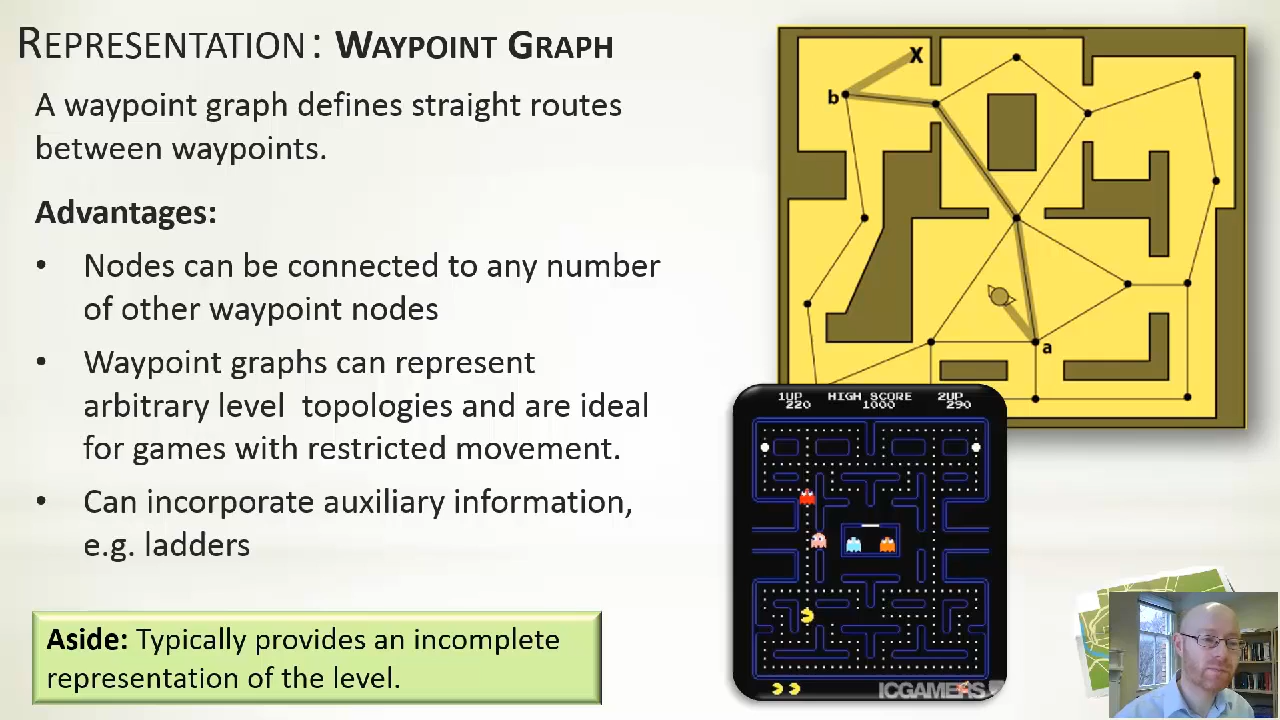 REPRESENTATION: WAYPOINT GRAPH
A waypoint graph defines straight routes
between waypoints.
Advantages:
• Nodes can be connected to any number
of other waypoint nodes
• Waypoint graphs can represent
arbitrary level topologies and are ideal
for games with restricted movement.
• Can incorporate auxiliary information,
e.g. ladders
Aside: Typically provides an incomplete
representation of the level.
X
b
a
1UP HIGH SCORE 2UP
220 1000 290
ICGAMERS